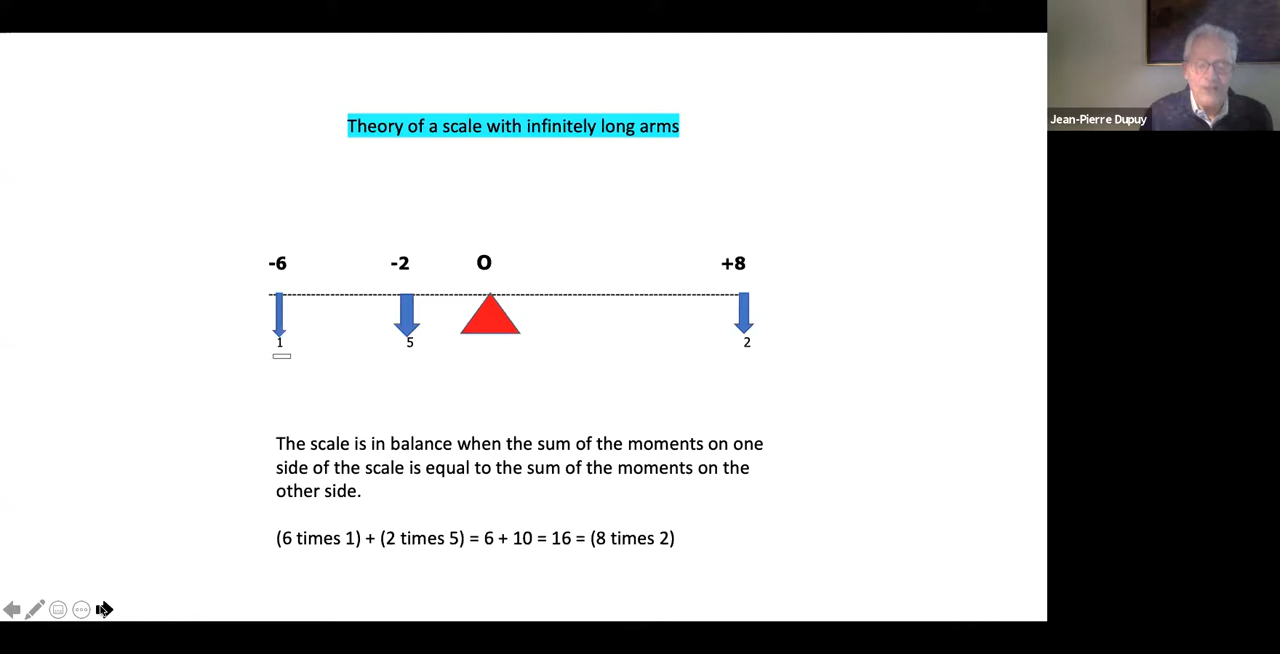 Theory of a scale with infinitely long arms
Jean-Pierre Dupuy
-6 -2 O +8
1 5 2
The scale is in balance when the sum of the moments on one
side of the scale is equal to the sum of the moments on the
other side.
(6 times 1) + (2 times 5) = 6 + 10 = 16 = (8 times 2)